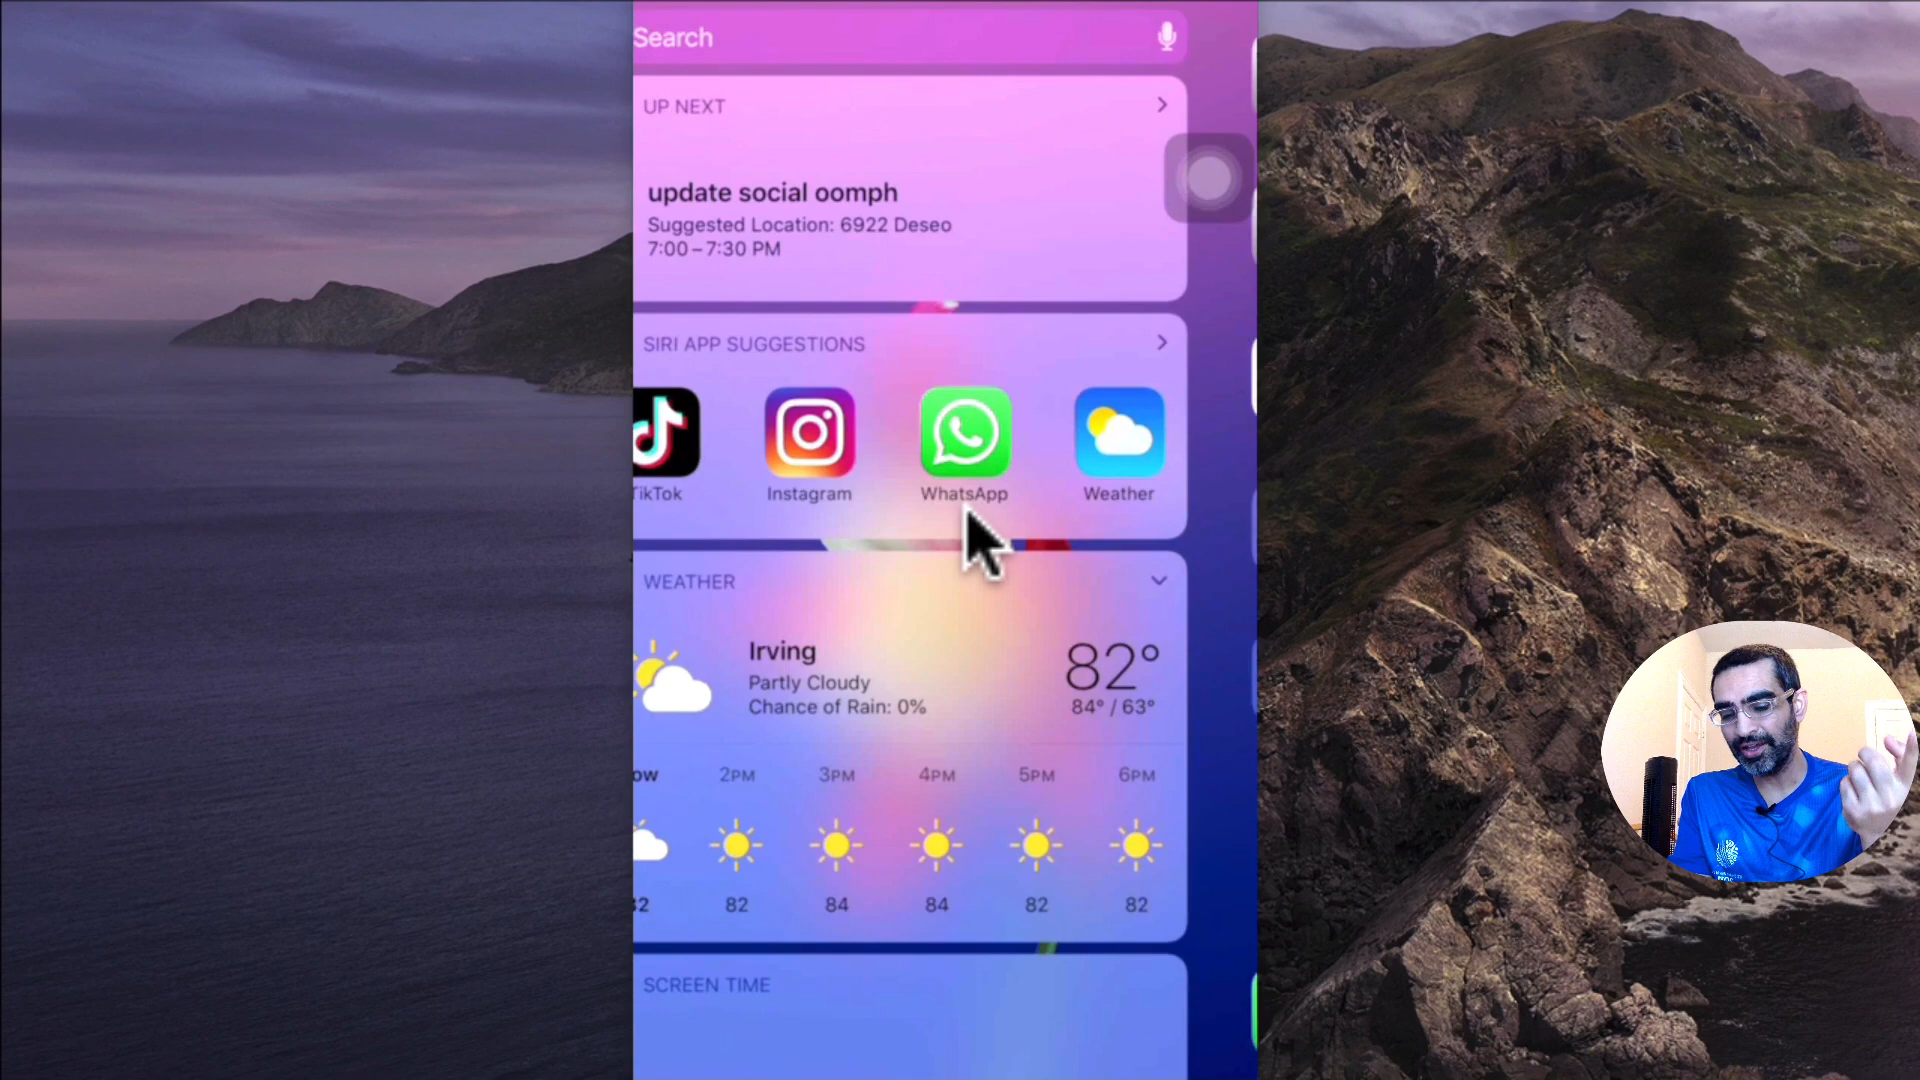 Search
UP NEXT
update social oomph
Suggested Location: 6922 Deseo
7:00 – 7:30 PM
SIRI APP SUGGESTIONS
TikTok
Instagram
WhatsApp
Weather
WEATHER
Irving
Partly Cloudy
Chance of Rain: 0%
82°
84° / 63°
ow 2PM 3PM 4PM 5PM 6PM
82 82 84 84 82 82
SCREEN TIME